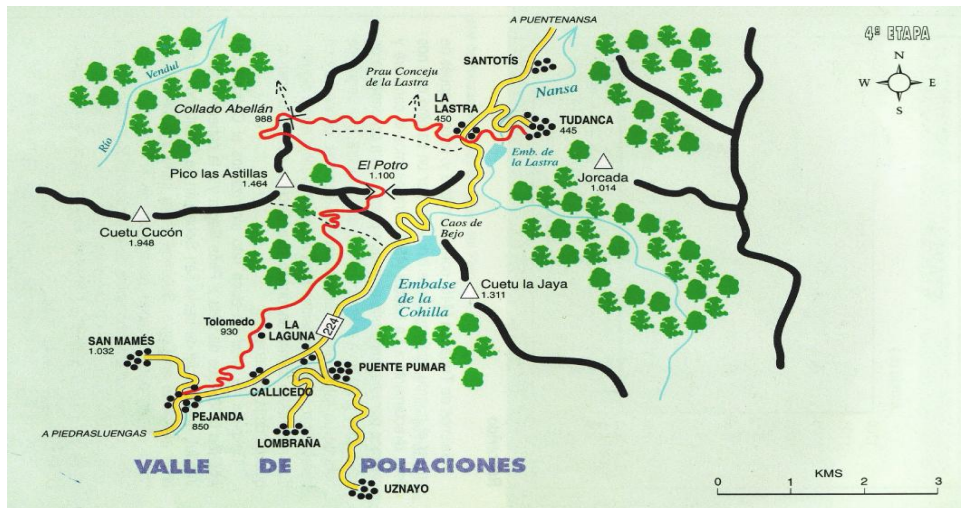 A PUENTENANSA
4ª ETAPA
N
W
E
S
SANTOTÍS
Vendul
Río
Prau Conceju
de la Lastra
Nansa
Collado Abellán
988
LA
LASTRA
450
TUDANCA
445
Emb. de
la Lastra
El Potro
1.100
Pico las Astillas
1.464
Jorcada
1.014
Cuetu Cucón
1.948
Caos de
Bejo
Embalse
de la
Cohilla
Cuetu la Jaya
1.311
Tolomedo
930
LA
LAGUNA
224
SAN MAMÉS
1.032
PUENTE PUMAR
CALLICEDO
PEJANDA
850
A PIEDRASLUENGAS
LOMBRAÑA
VALLE DE POLACIONES
UZNAYO
KMS
0 1 2 3